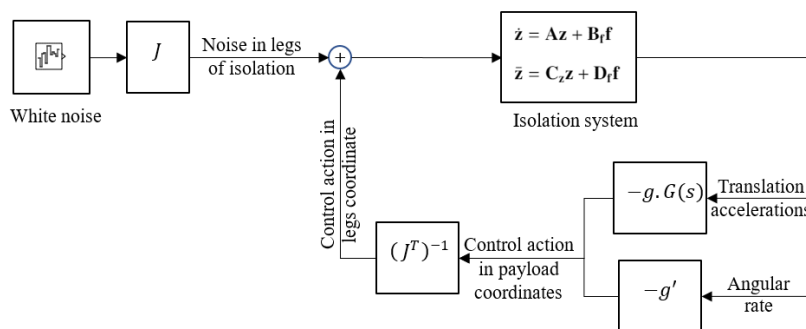 White noise
J
Noise in legs
of isolation
+
ż = Az + B_f f
z̄ = C_z z + D_f f
Isolation system
Control action in
legs coordinate
(J^T)^{-1}
Control action
in payload
coordinates
−g.G(s)
Translation
accelerations
−g′
Angular
rate